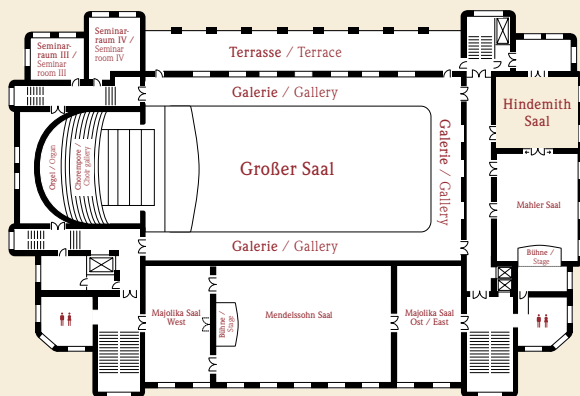 Seminar-
raum III /
Seminar
room III
Seminar-
raum IV /
Seminar
room IV
Terrasse / Terrace
Galerie / Gallery
Hindemith
Saal
Orgel / Organ
Chorempore /
Choir gallery
Großer Saal
Galerie / Gallery
Mahler Saal
Galerie / Gallery
Bühne /
Stage
Majolika Saal
West
Bühne /
Stage
Mendelssohn Saal
Majolika Saal
Ost / East